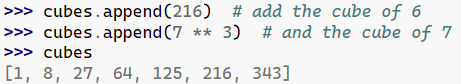 >>> cubes.append(216)  # add the cube of 6
>>> cubes.append(7 ** 3)  # and the cube of 7
>>> cubes
[1, 8, 27, 64, 125, 216, 343]